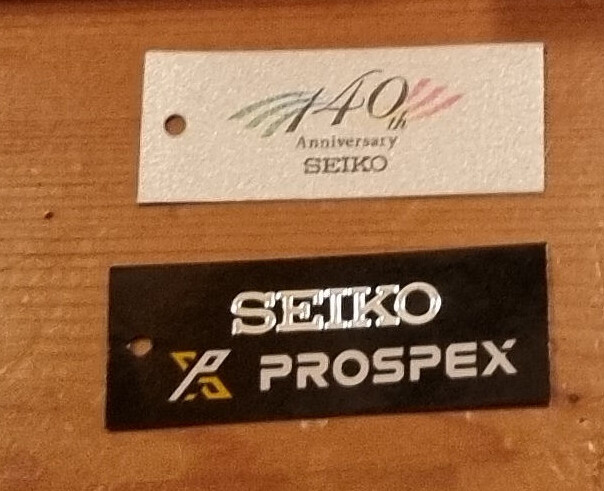 140th
Anniversary
SEIKO
SEIKO
PROSPEX